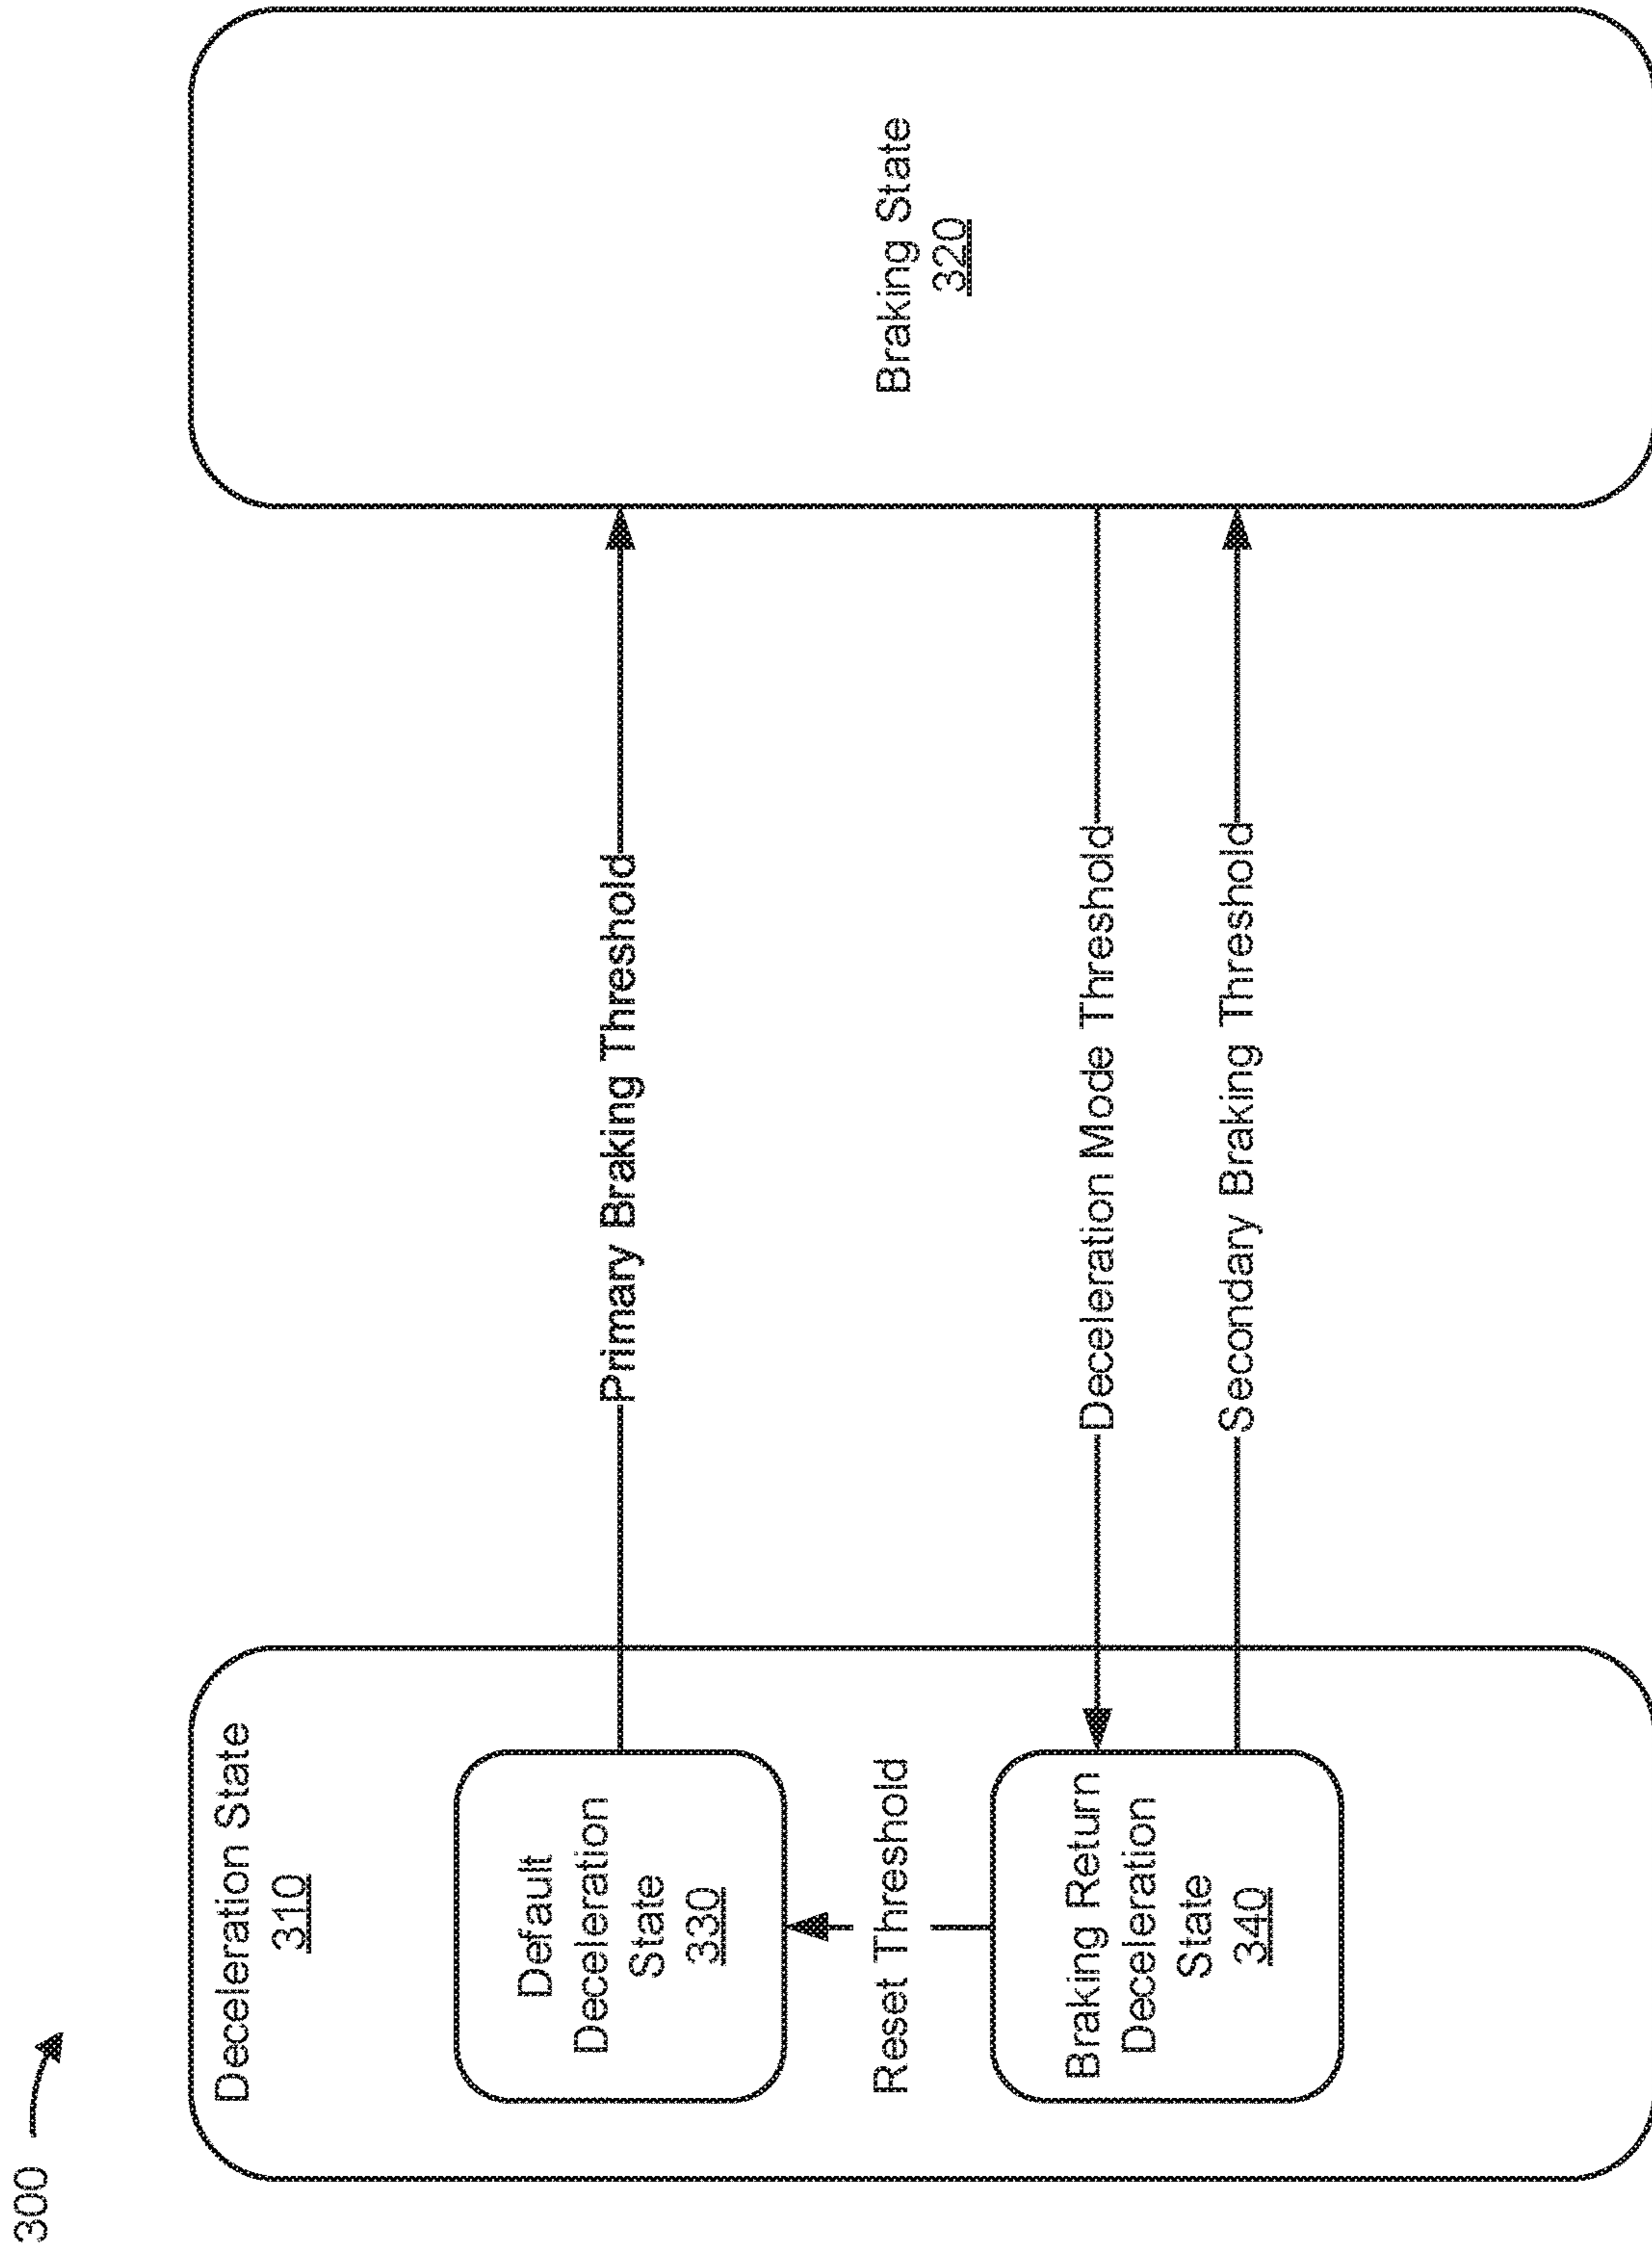 300
Deceleration State
310
Default
Deceleration
State
330
Reset Threshold
Braking Return
Deceleration
State
340
Primary Braking Threshold
Deceleration Mode Threshold
Secondary Braking Threshold
Braking State
320